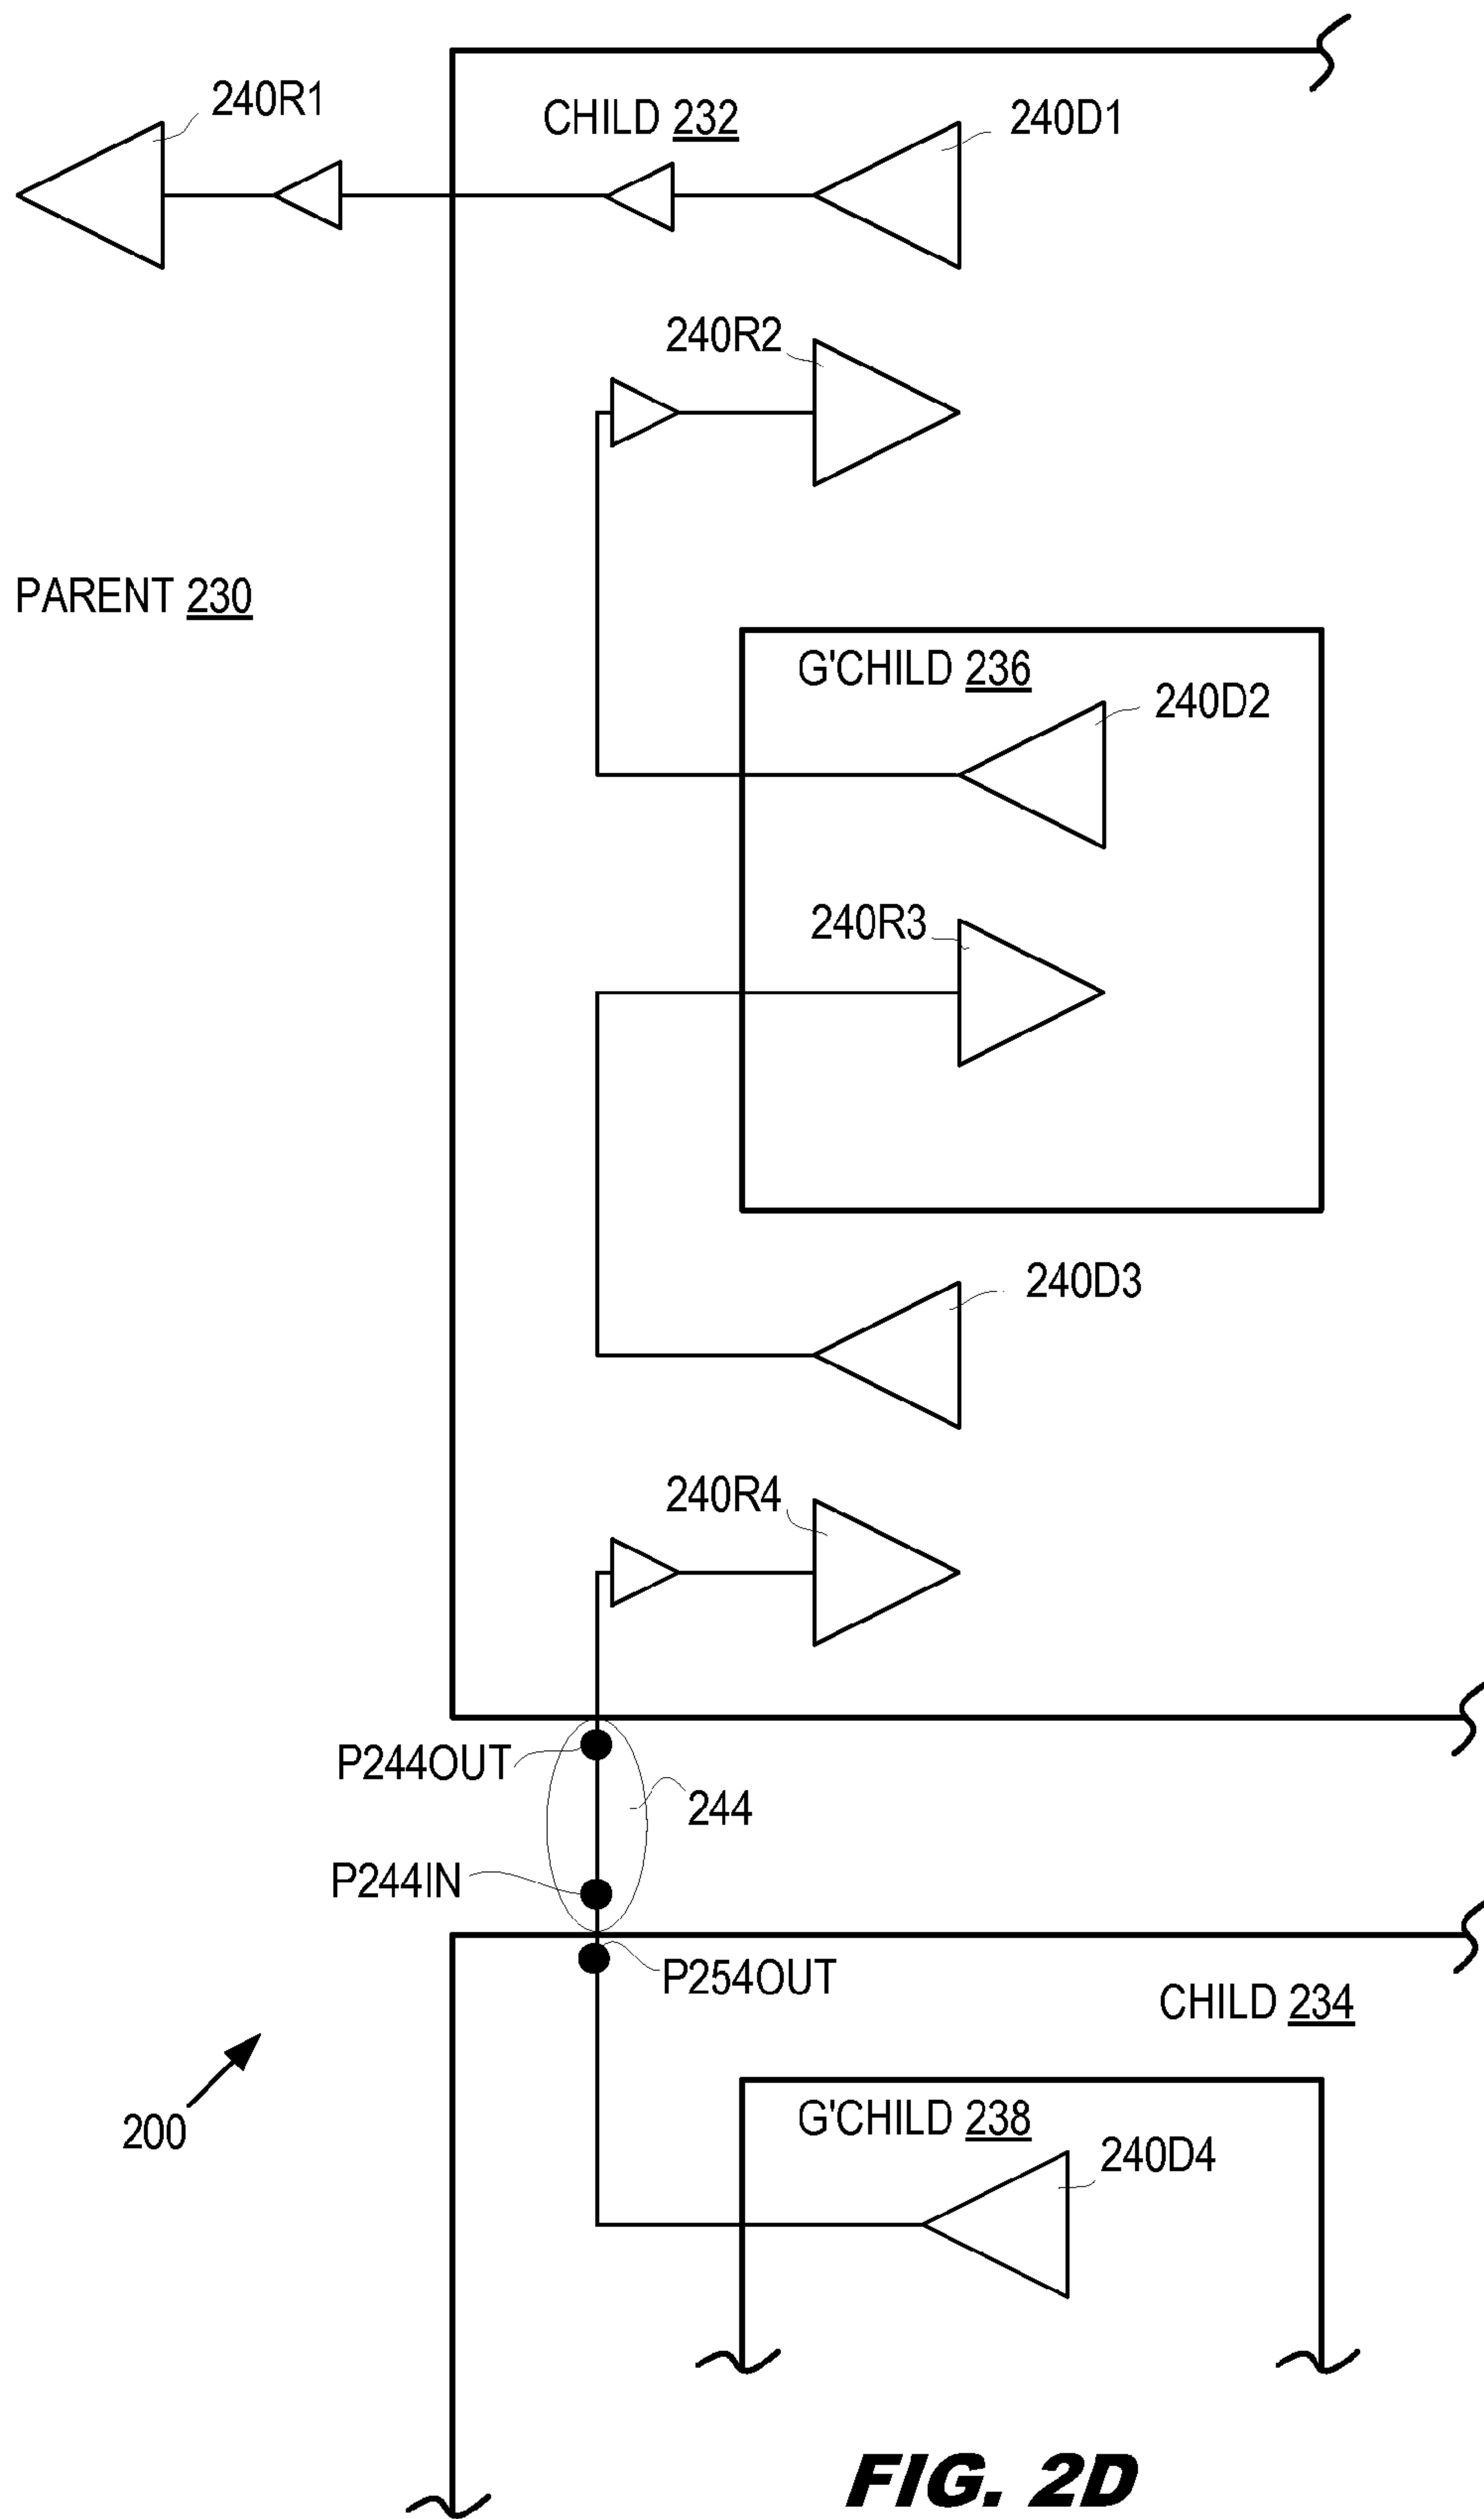 240R1
CHILD 232
240D1
240R2
PARENT 230
G'CHILD 236
240D2
240R3
240D3
240R4
P244OUT
244
P244IN
P254OUT
CHILD 234
200
G'CHILD 238
240D4
FIG. 2D